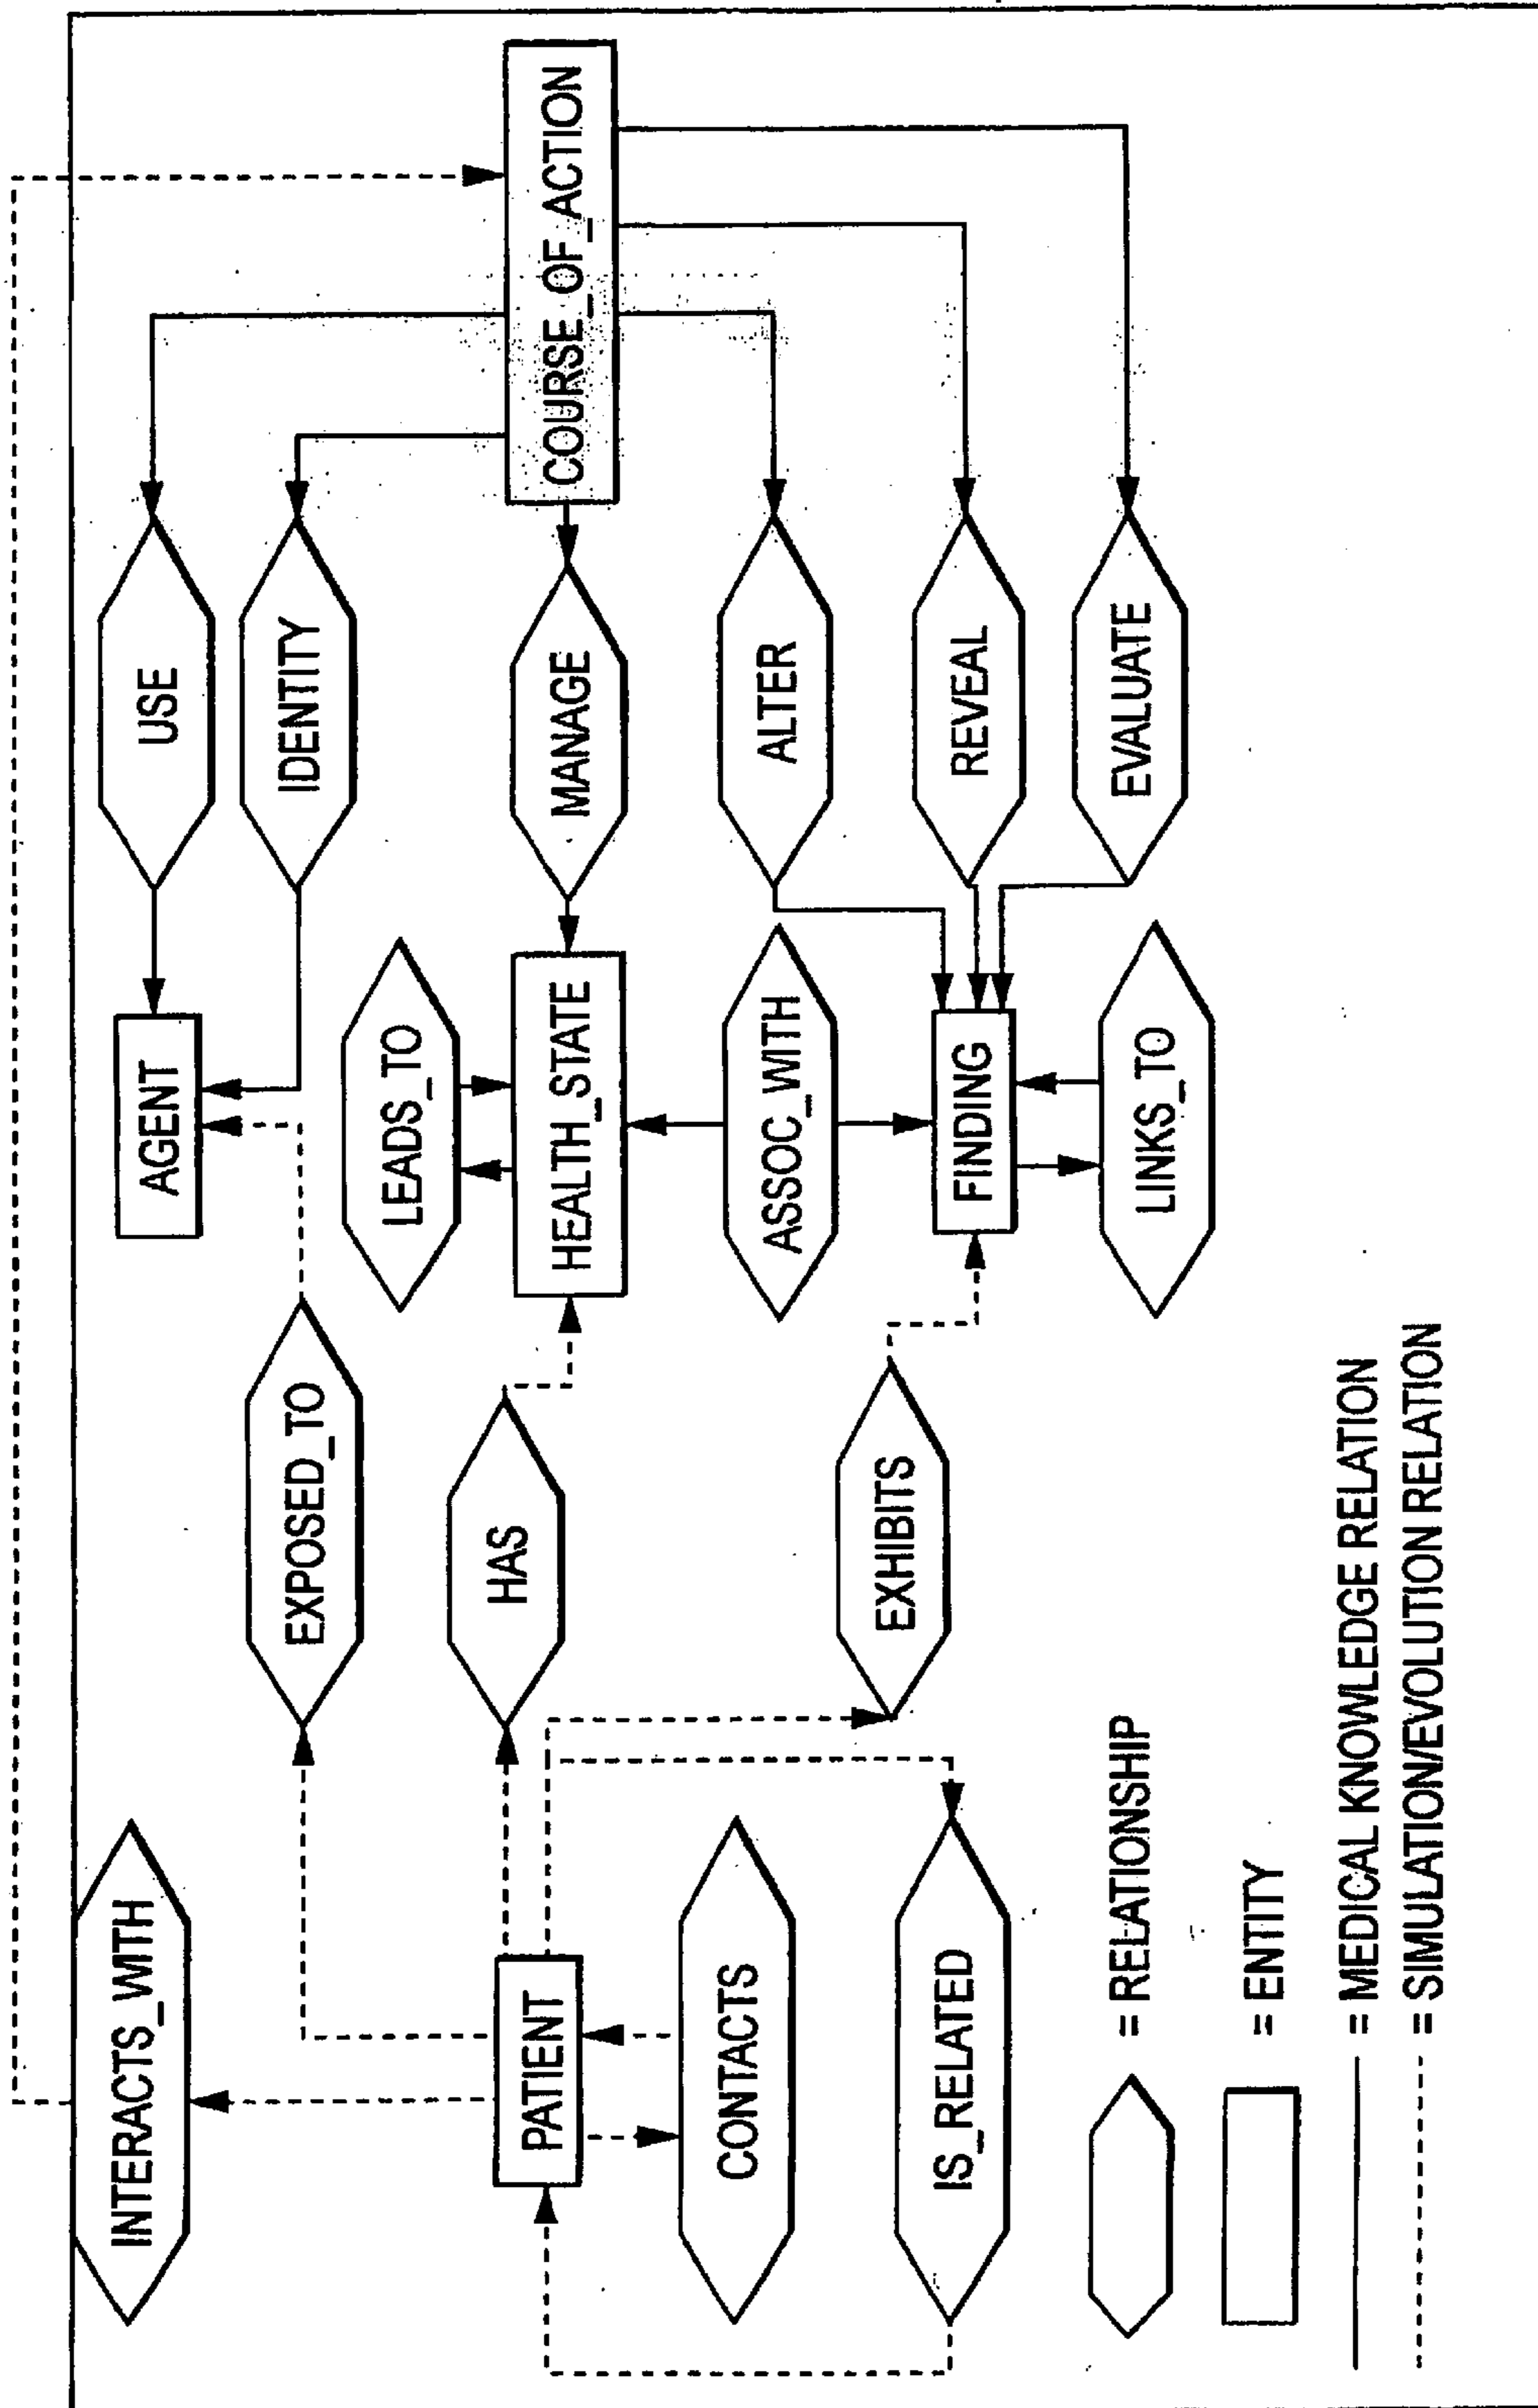 INTERACTS_WITH
EXPOSED_TO
AGENT
USE
IDENTITY
LEADS_TO
PATIENT
HAS
HEALTH_STATE
MANAGE
COURSE_OF_ACTION
CONTACTS
ASSOC_WITH
ALTER
IS_RELATED
EXHIBITS
FINDING
REVEAL
LINKS_TO
EVALUATE
= RELATIONSHIP
= ENTITY
= MEDICAL KNOWLEDGE RELATION
= SIMULATION/EVOLUTION RELATION